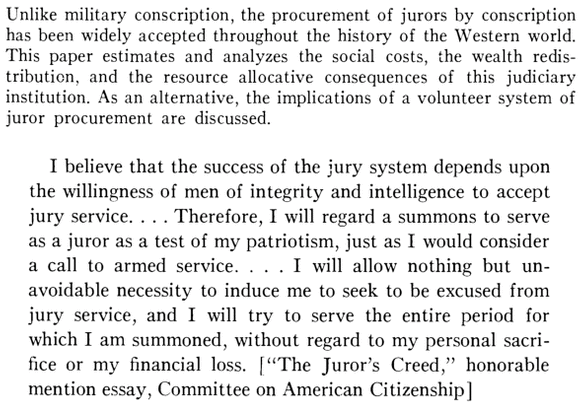 Unlike military conscription, the procurement of jurors by conscription
has been widely accepted throughout the history of the Western world.
This paper estimates and analyzes the social costs, the wealth redis-
tribution, and the resource allocative consequences of this judiciary
institution. As an alternative, the implications of a volunteer system of
juror procurement are discussed.
I believe that the success of the jury system depends upon
the willingness of men of integrity and intelligence to accept
jury service. . . . Therefore, I will regard a summons to serve
as a juror as a test of my patriotism, just as I would consider
a call to armed service. . . . I will allow nothing but un-
avoidable necessity to induce me to seek to be excused from
jury service, and I will try to serve the entire period for
which I am summoned, without regard to my personal sacri-
fice or my financial loss. ["The Juror's Creed," honorable
mention essay, Committee on American Citizenship]